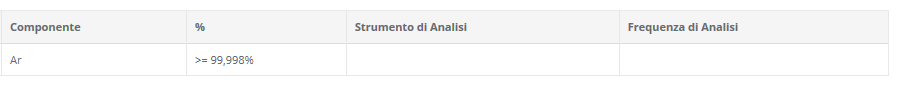 Componente % Strumento di Analisi Frequenza di Analisi
Ar >= 99,998%